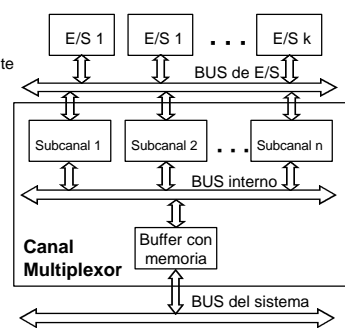 E/S 1 E/S 1 . . . E/S k
te
BUS de E/S
Subcanal 1 Subcanal 2 . . . Subcanal n
BUS interno
Canal
Multiplexor
Buffer con
memoria
BUS del sistema